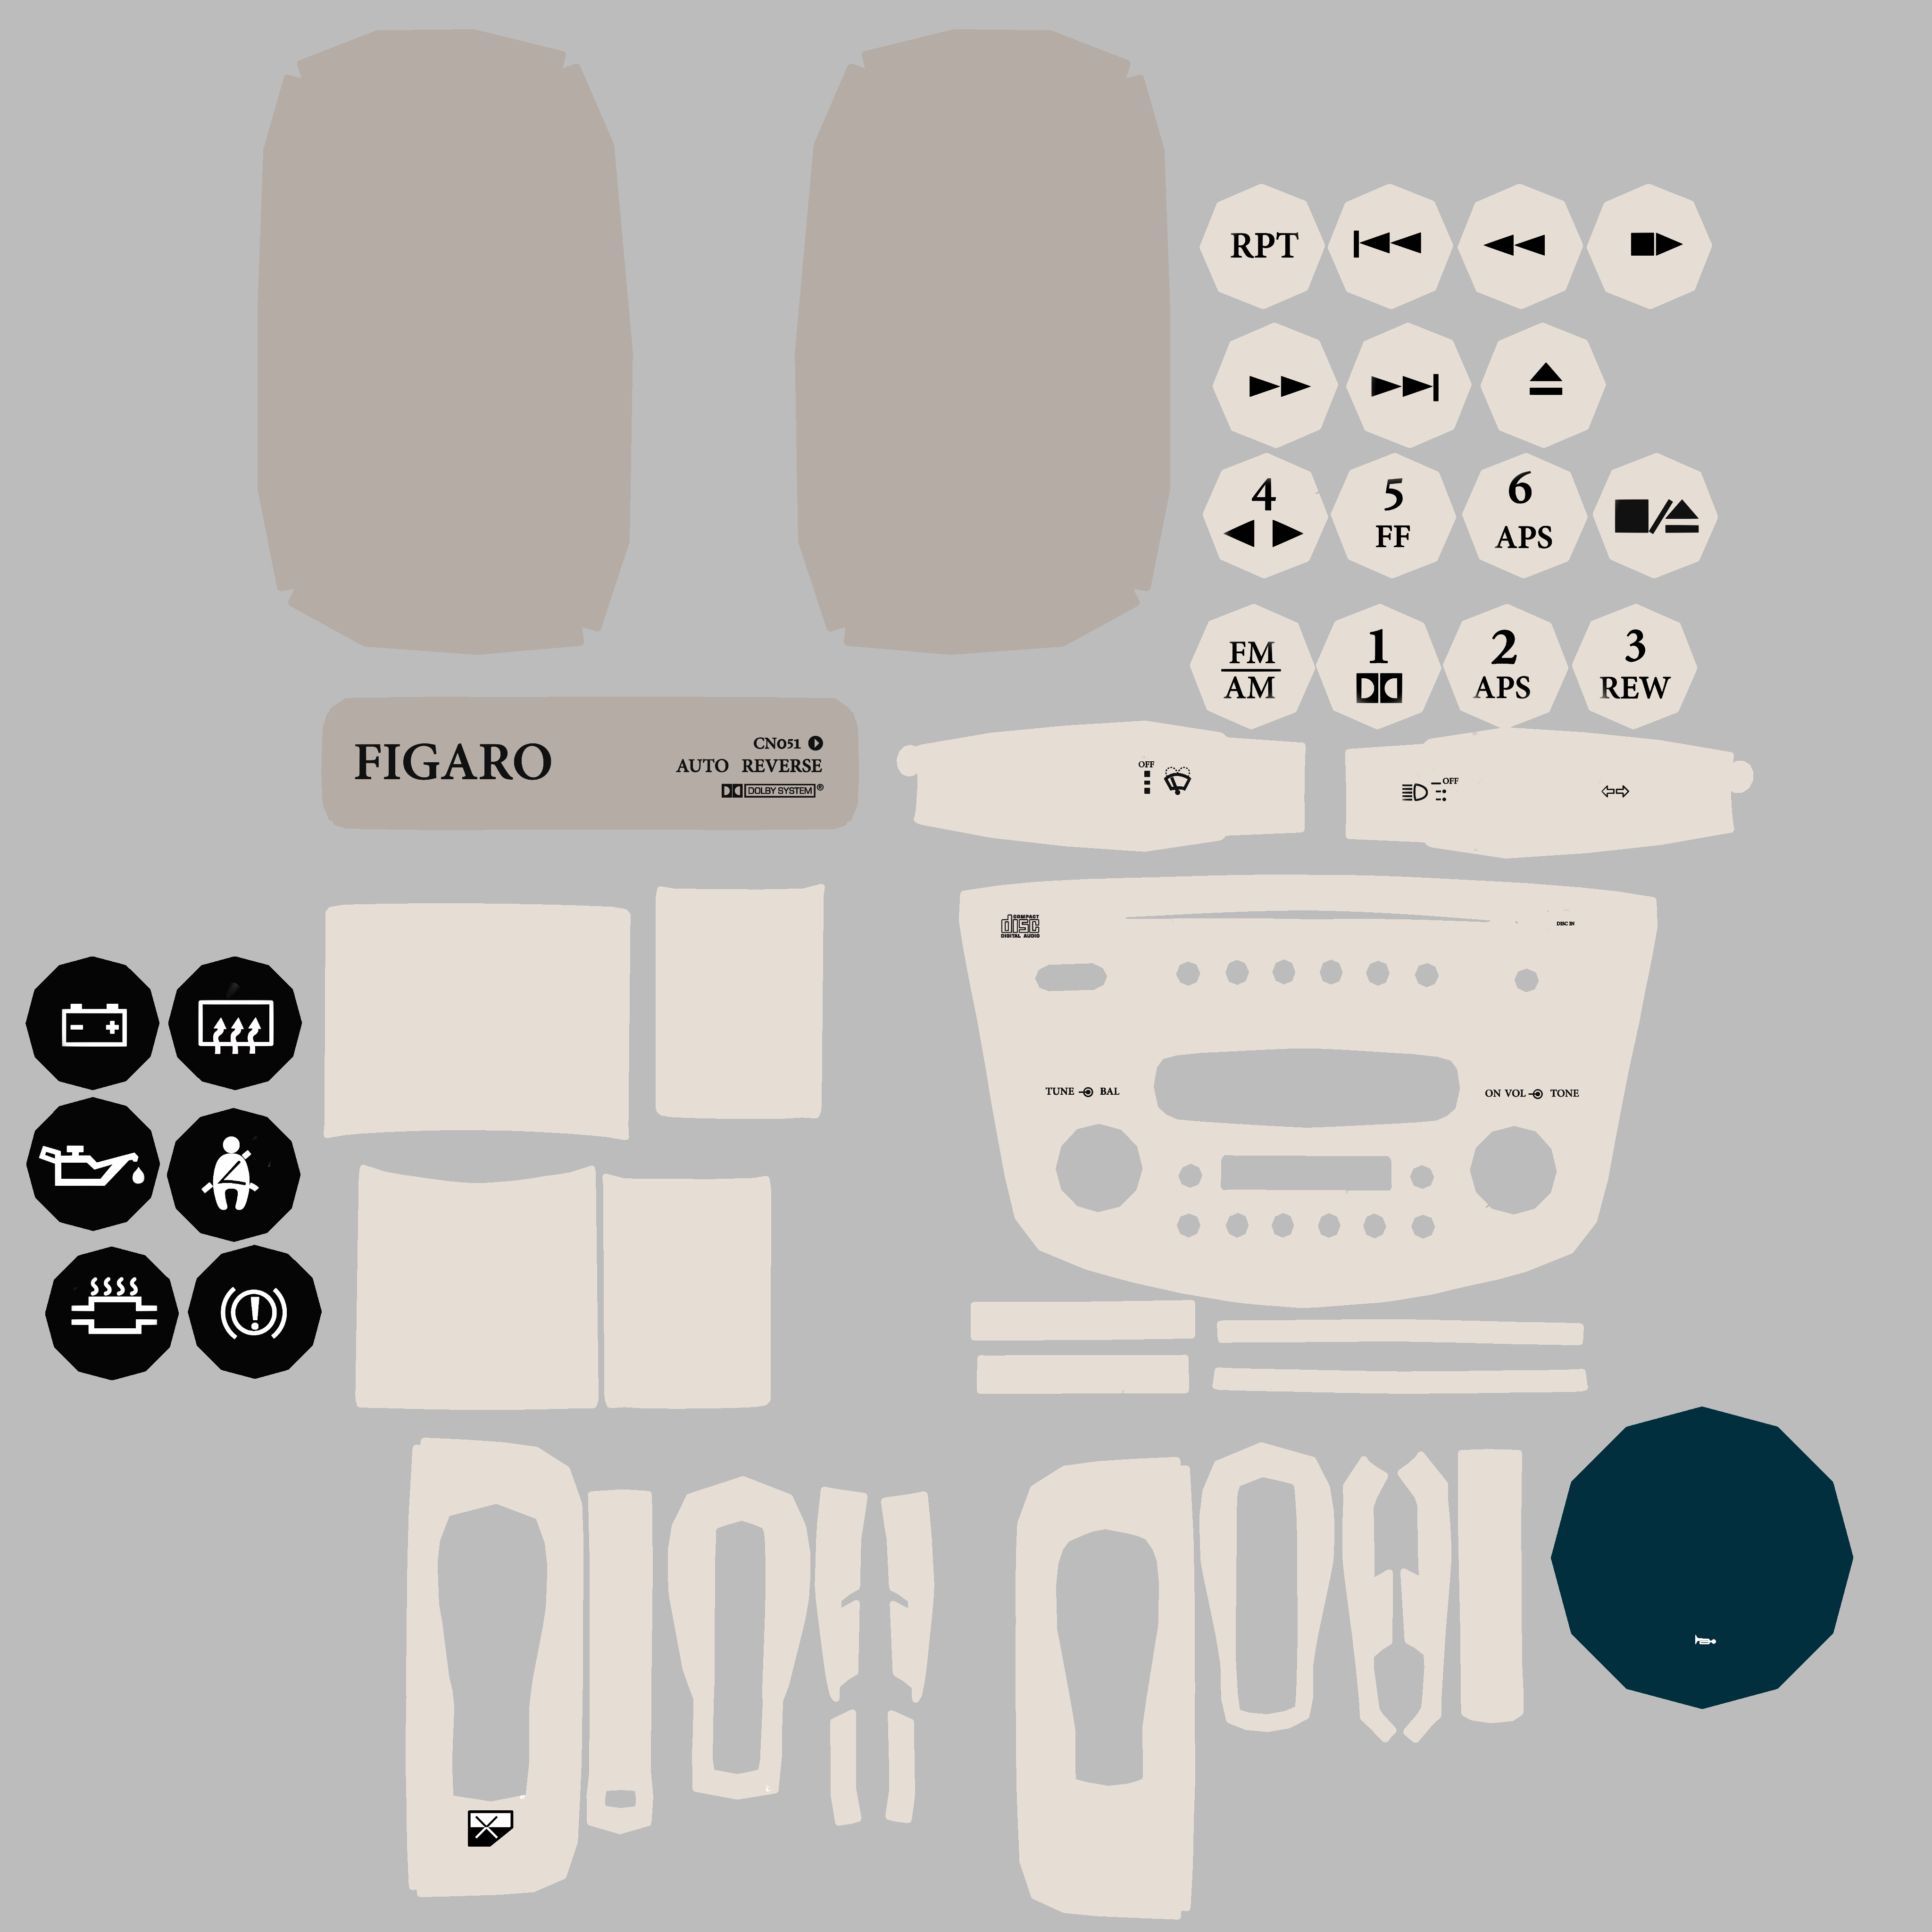 RPT
4
5
FF
6
APS
FM
AM
1
2
APS
3
REW
FIGARO
CN051
AUTO REVERSE
DOLBY SYSTEM®
OFF
OFF
COMPACT
disc
DIGITAL AUDIO
DISC IN
TUNE BAL
ON VOL TONE